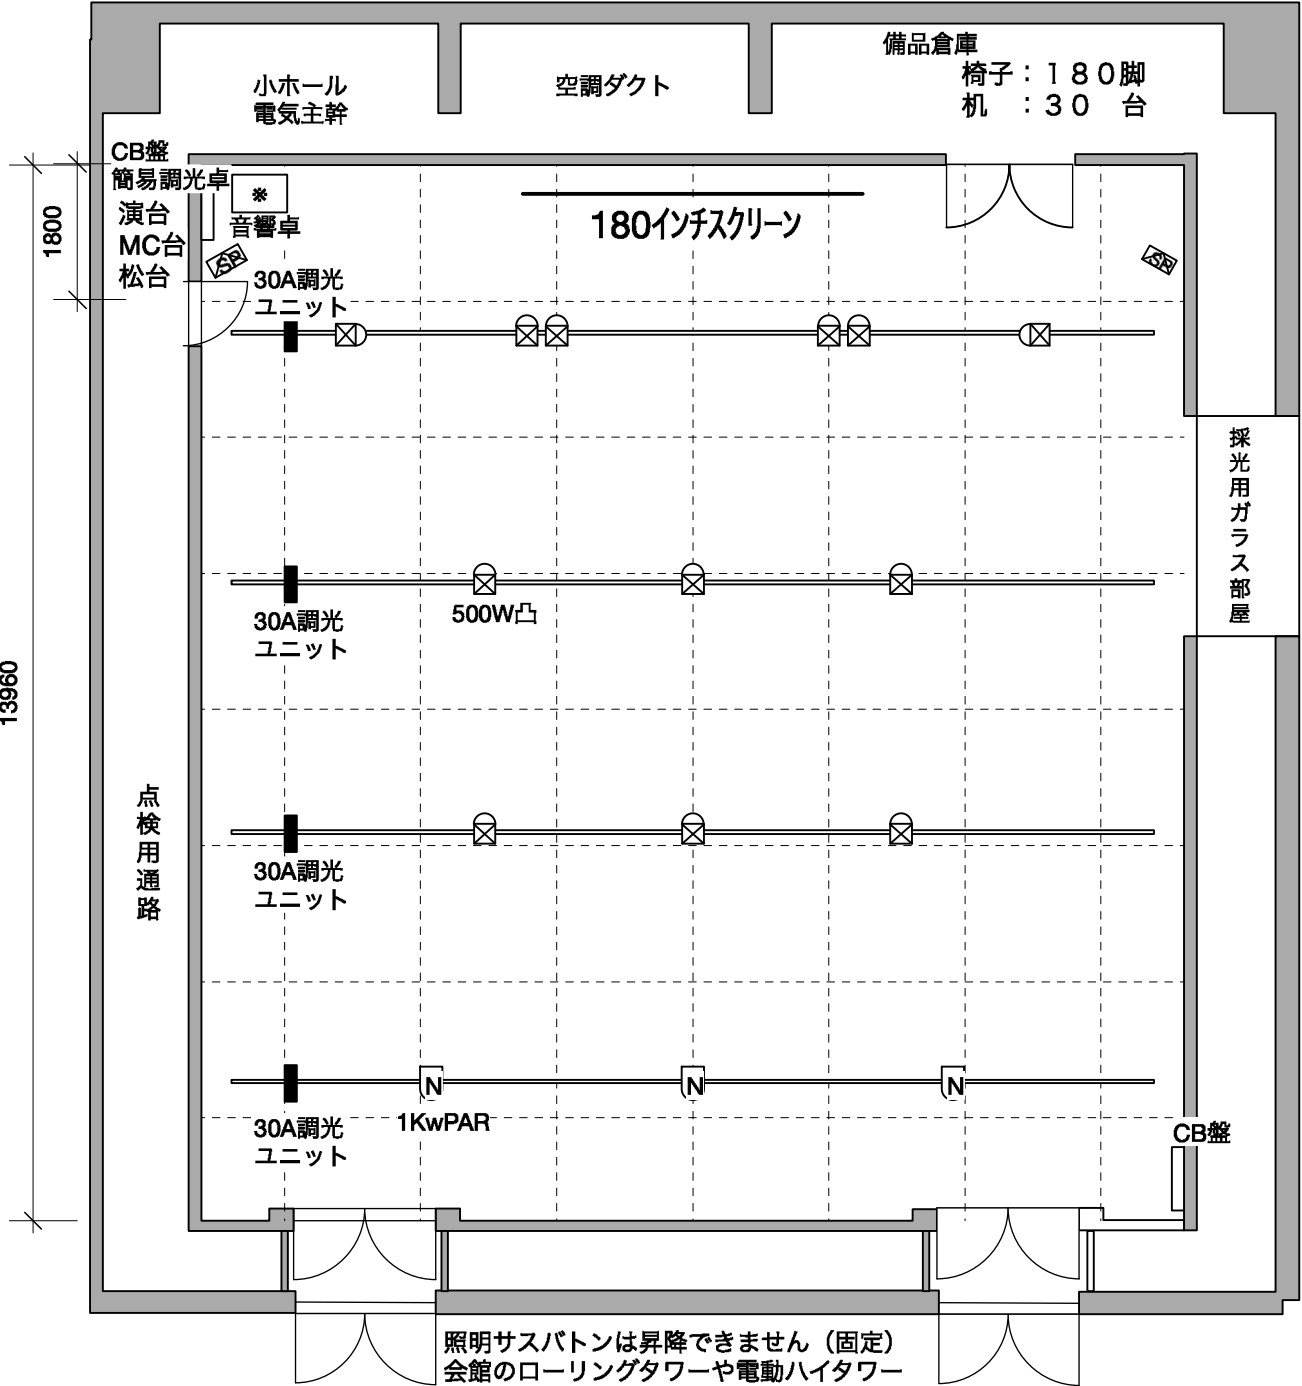 備品倉庫
椅子：１８０脚
机　：３０　台
小ホール
電気主幹
空調ダクト
CB盤
簡易調光卓
演台
MC台
松台
※
音響卓
180インチスクリーン
SP
SP
1800
13960
30A調光
ユニット
採光用ガラス部屋
500W凸
30A調光
ユニット
点検用通路
30A調光
ユニット
N
N
N
1KwPAR
30A調光
ユニット
CB盤
照明サスバトンは昇降できません（固定）
会館のローリングタワーや電動ハイタワー